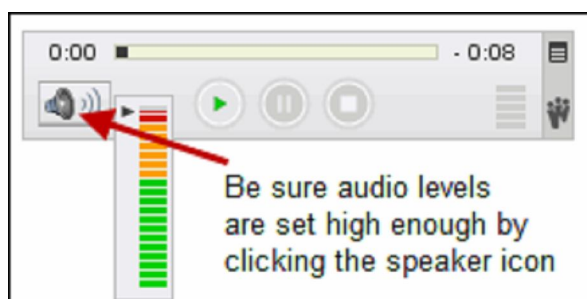 0:00 - 0:08
Be sure audio levels
are set high enough by
clicking the speaker icon